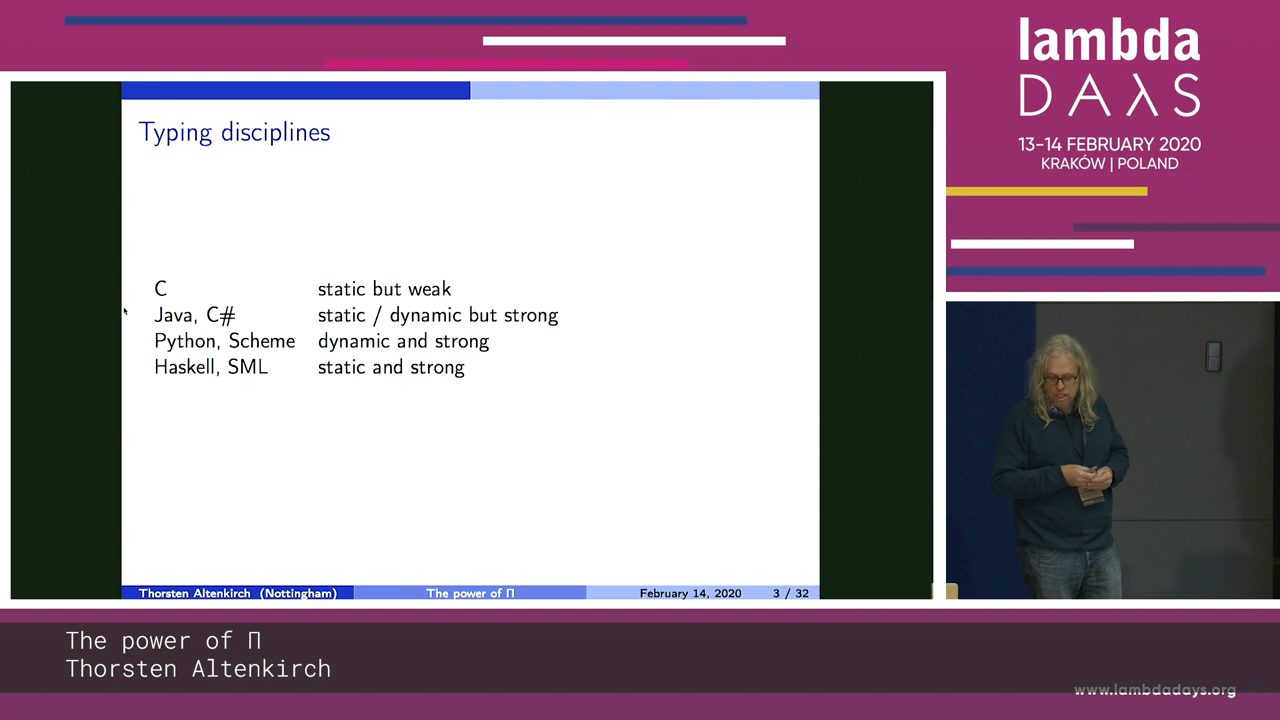 lambda
DAλS
13-14 FEBRUARY 2020
KRAKÓW | POLAND
Typing disciplines
C static but weak
Java, C# static / dynamic but strong
Python, Scheme dynamic and strong
Haskell, SML static and strong
Thorsten Altenkirch (Nottingham) The power of Π February 14, 2020 3 / 32
The power of Π
Thorsten Altenkirch
www.lambdadays.org